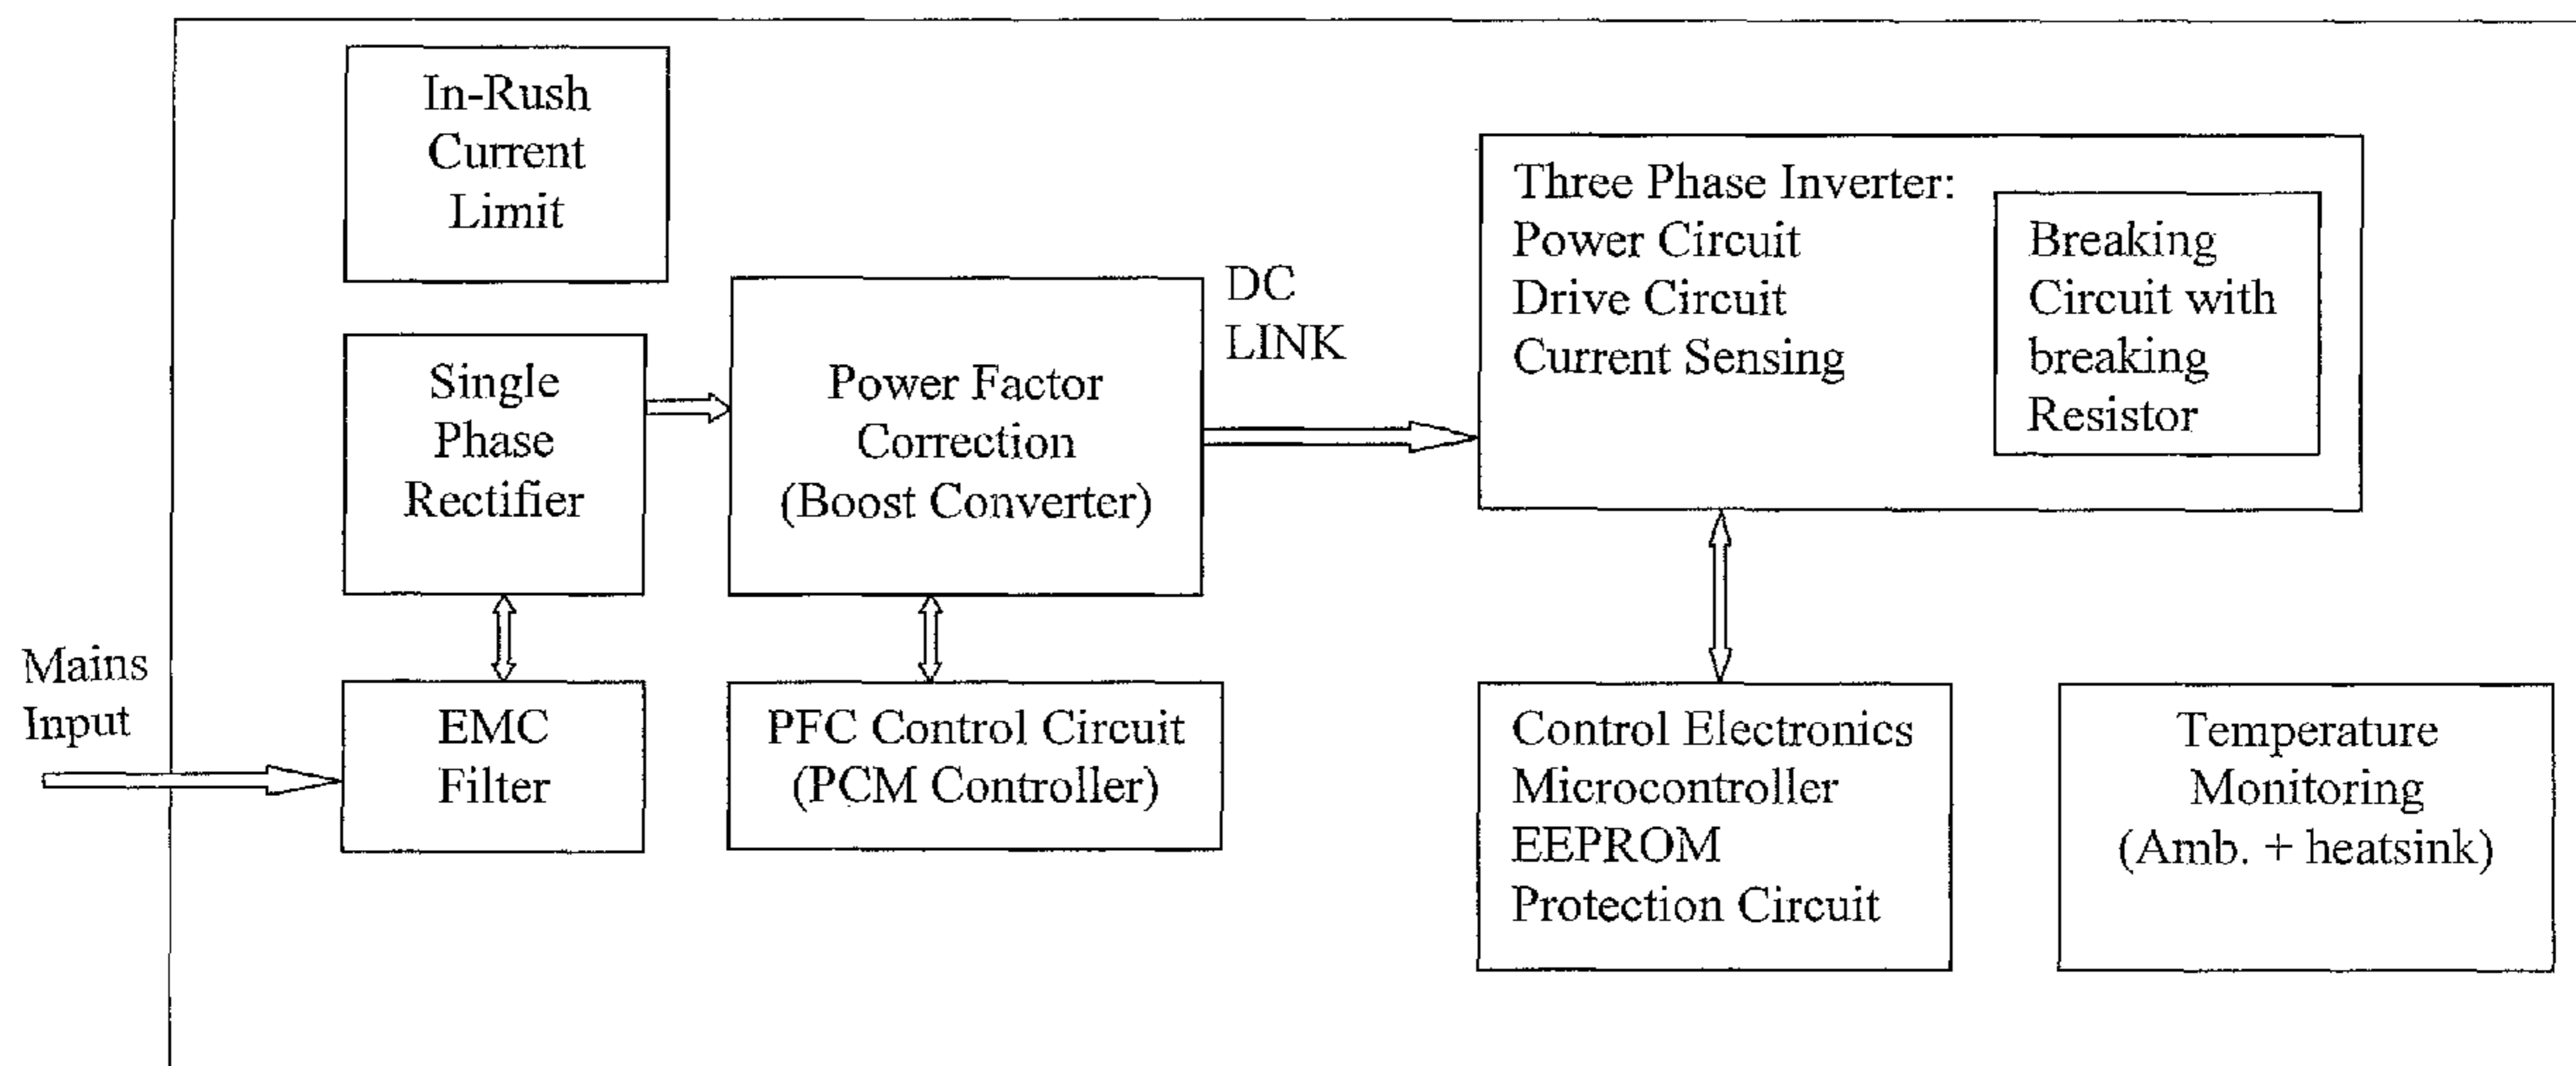 In-Rush
Current
Limit
Single
Phase
Rectifier
Power Factor
Correction
(Boost Converter)
DC
LINK
Three Phase Inverter:
Power Circuit
Drive Circuit
Current Sensing
Breaking
Circuit with
breaking
Resistor
Mains
Input
EMC
Filter
PFC Control Circuit
(PCM Controller)
Control Electronics
Microcontroller
EEPROM
Protection Circuit
Temperature
Monitoring
(Amb. + heatsink)